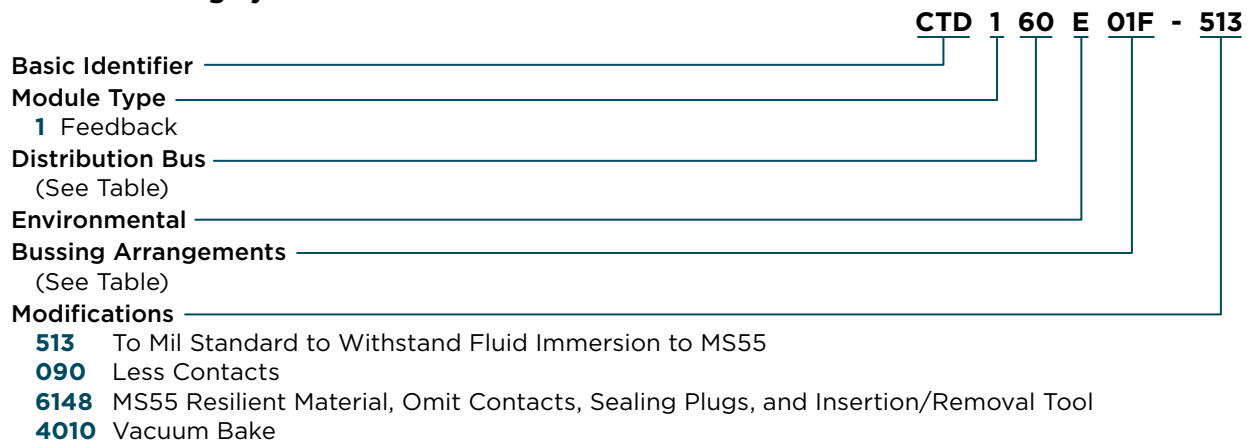 CTD 1 60 E 01F - 513
Basic Identifier
Module Type
1 Feedback
Distribution Bus
(See Table)
Environmental
Bussing Arrangements
(See Table)
Modifications
513 To Mil Standard to Withstand Fluid Immersion to MS55
090 Less Contacts
6148 MS55 Resilient Material, Omit Contacts, Sealing Plugs, and Insertion/Removal Tool
4010 Vacuum Bake